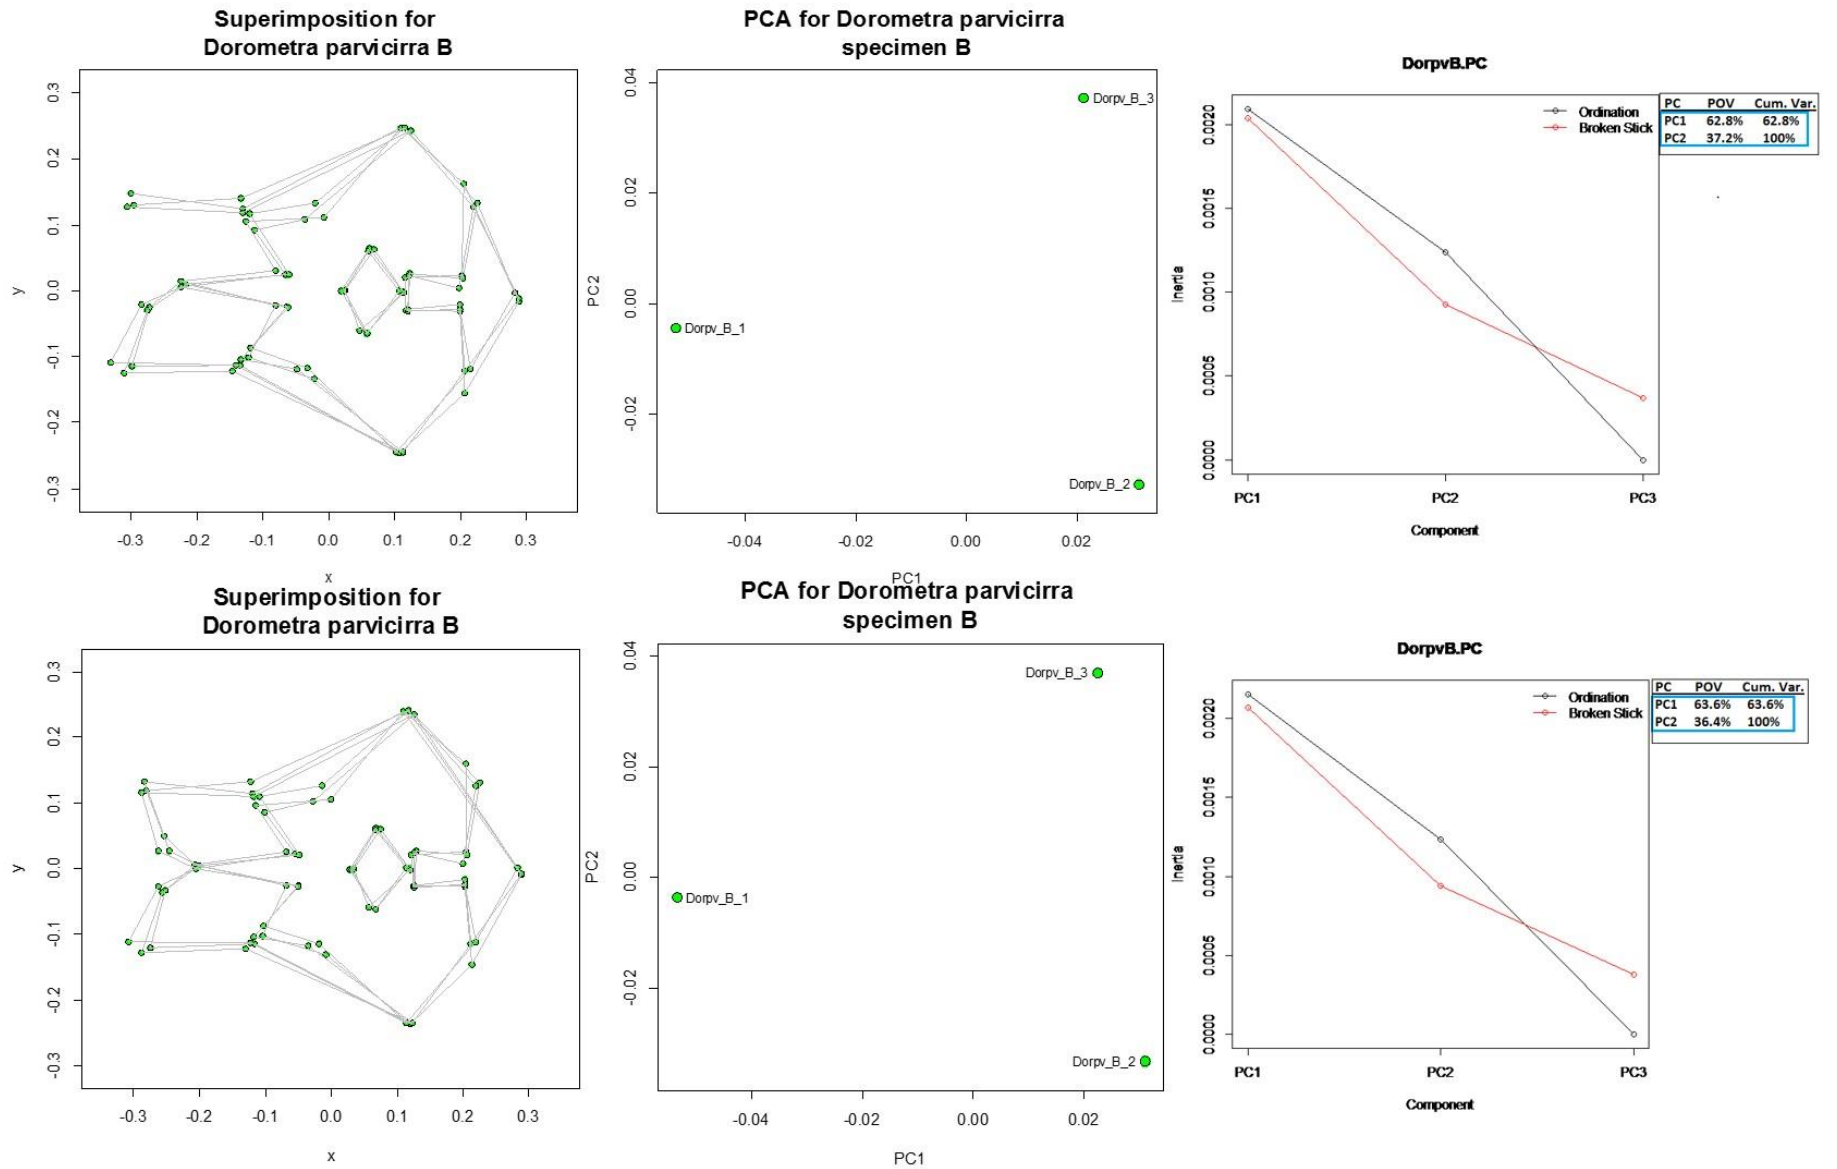 Superimposition for
Dorometra parvicirra B
0.3
0.2
0.1
0.0
-0.1
-0.2
-0.3
y
-0.3 -0.2 -0.1 0.0 0.1 0.2 0.3
x
PCA for Dorometra parvicirra
specimen B
0.04
0.02
0.00
-0.02
PC2
Dorpv_B_3
Dorpv_B_1
Dorpv_B_2
-0.04 -0.02 0.00 0.02
PC1
DorpvB.PC
Ordination
Broken Stick
PC POV Cum. Var.
PC1 62.8% 62.8%
PC2 37.2% 100%
0.0020
0.0015
0.0010
0.0005
0.0000
Inertia
PC1 PC2 PC3
Component
Superimposition for
Dorometra parvicirra B
0.3
0.2
0.1
0.0
-0.1
-0.2
-0.3
y
-0.3 -0.2 -0.1 0.0 0.1 0.2 0.3
x
PCA for Dorometra parvicirra
specimen B
0.04
0.02
0.00
-0.02
PC2
Dorpv_B_3
Dorpv_B_1
Dorpv_B_2
-0.04 -0.02 0.00 0.02
PC1
DorpvB.PC
Ordination
Broken Stick
PC POV Cum. Var.
PC1 63.6% 63.6%
PC2 36.4% 100%
0.0020
0.0015
0.0010
0.0005
0.0000
Inertia
PC1 PC2 PC3
Component